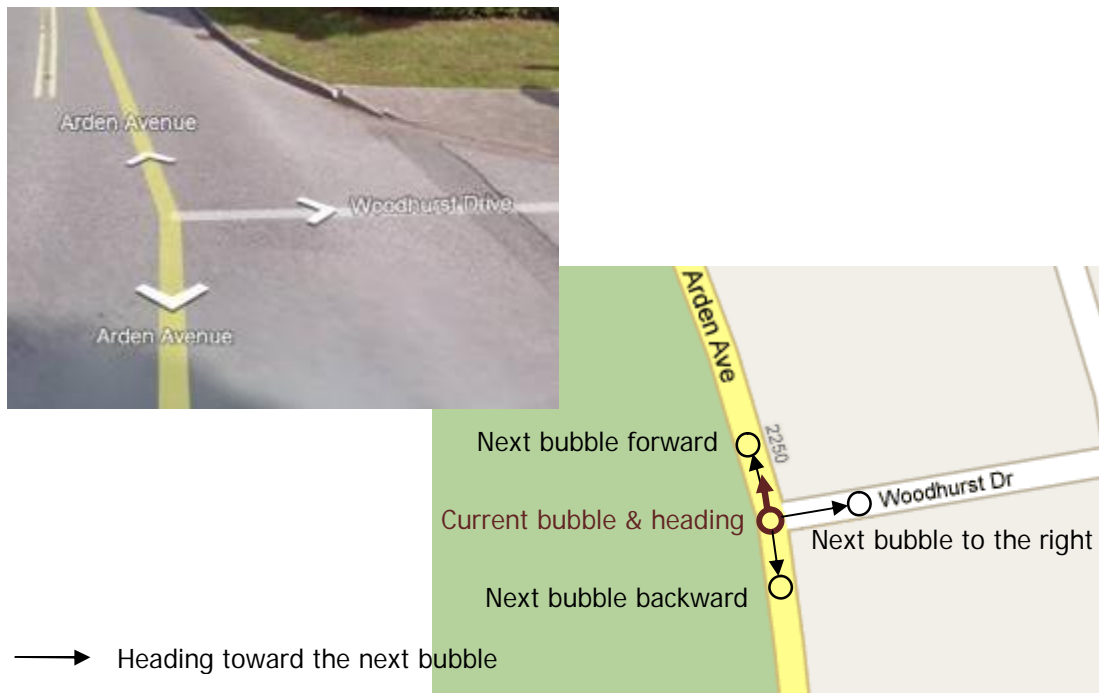 Arden Avenue
Woodhurst Drive
Arden Avenue
Arden Ave
2250
Next bubble forward
Woodhurst Dr
Current bubble & heading
Next bubble to the right
Next bubble backward
Heading toward the next bubble